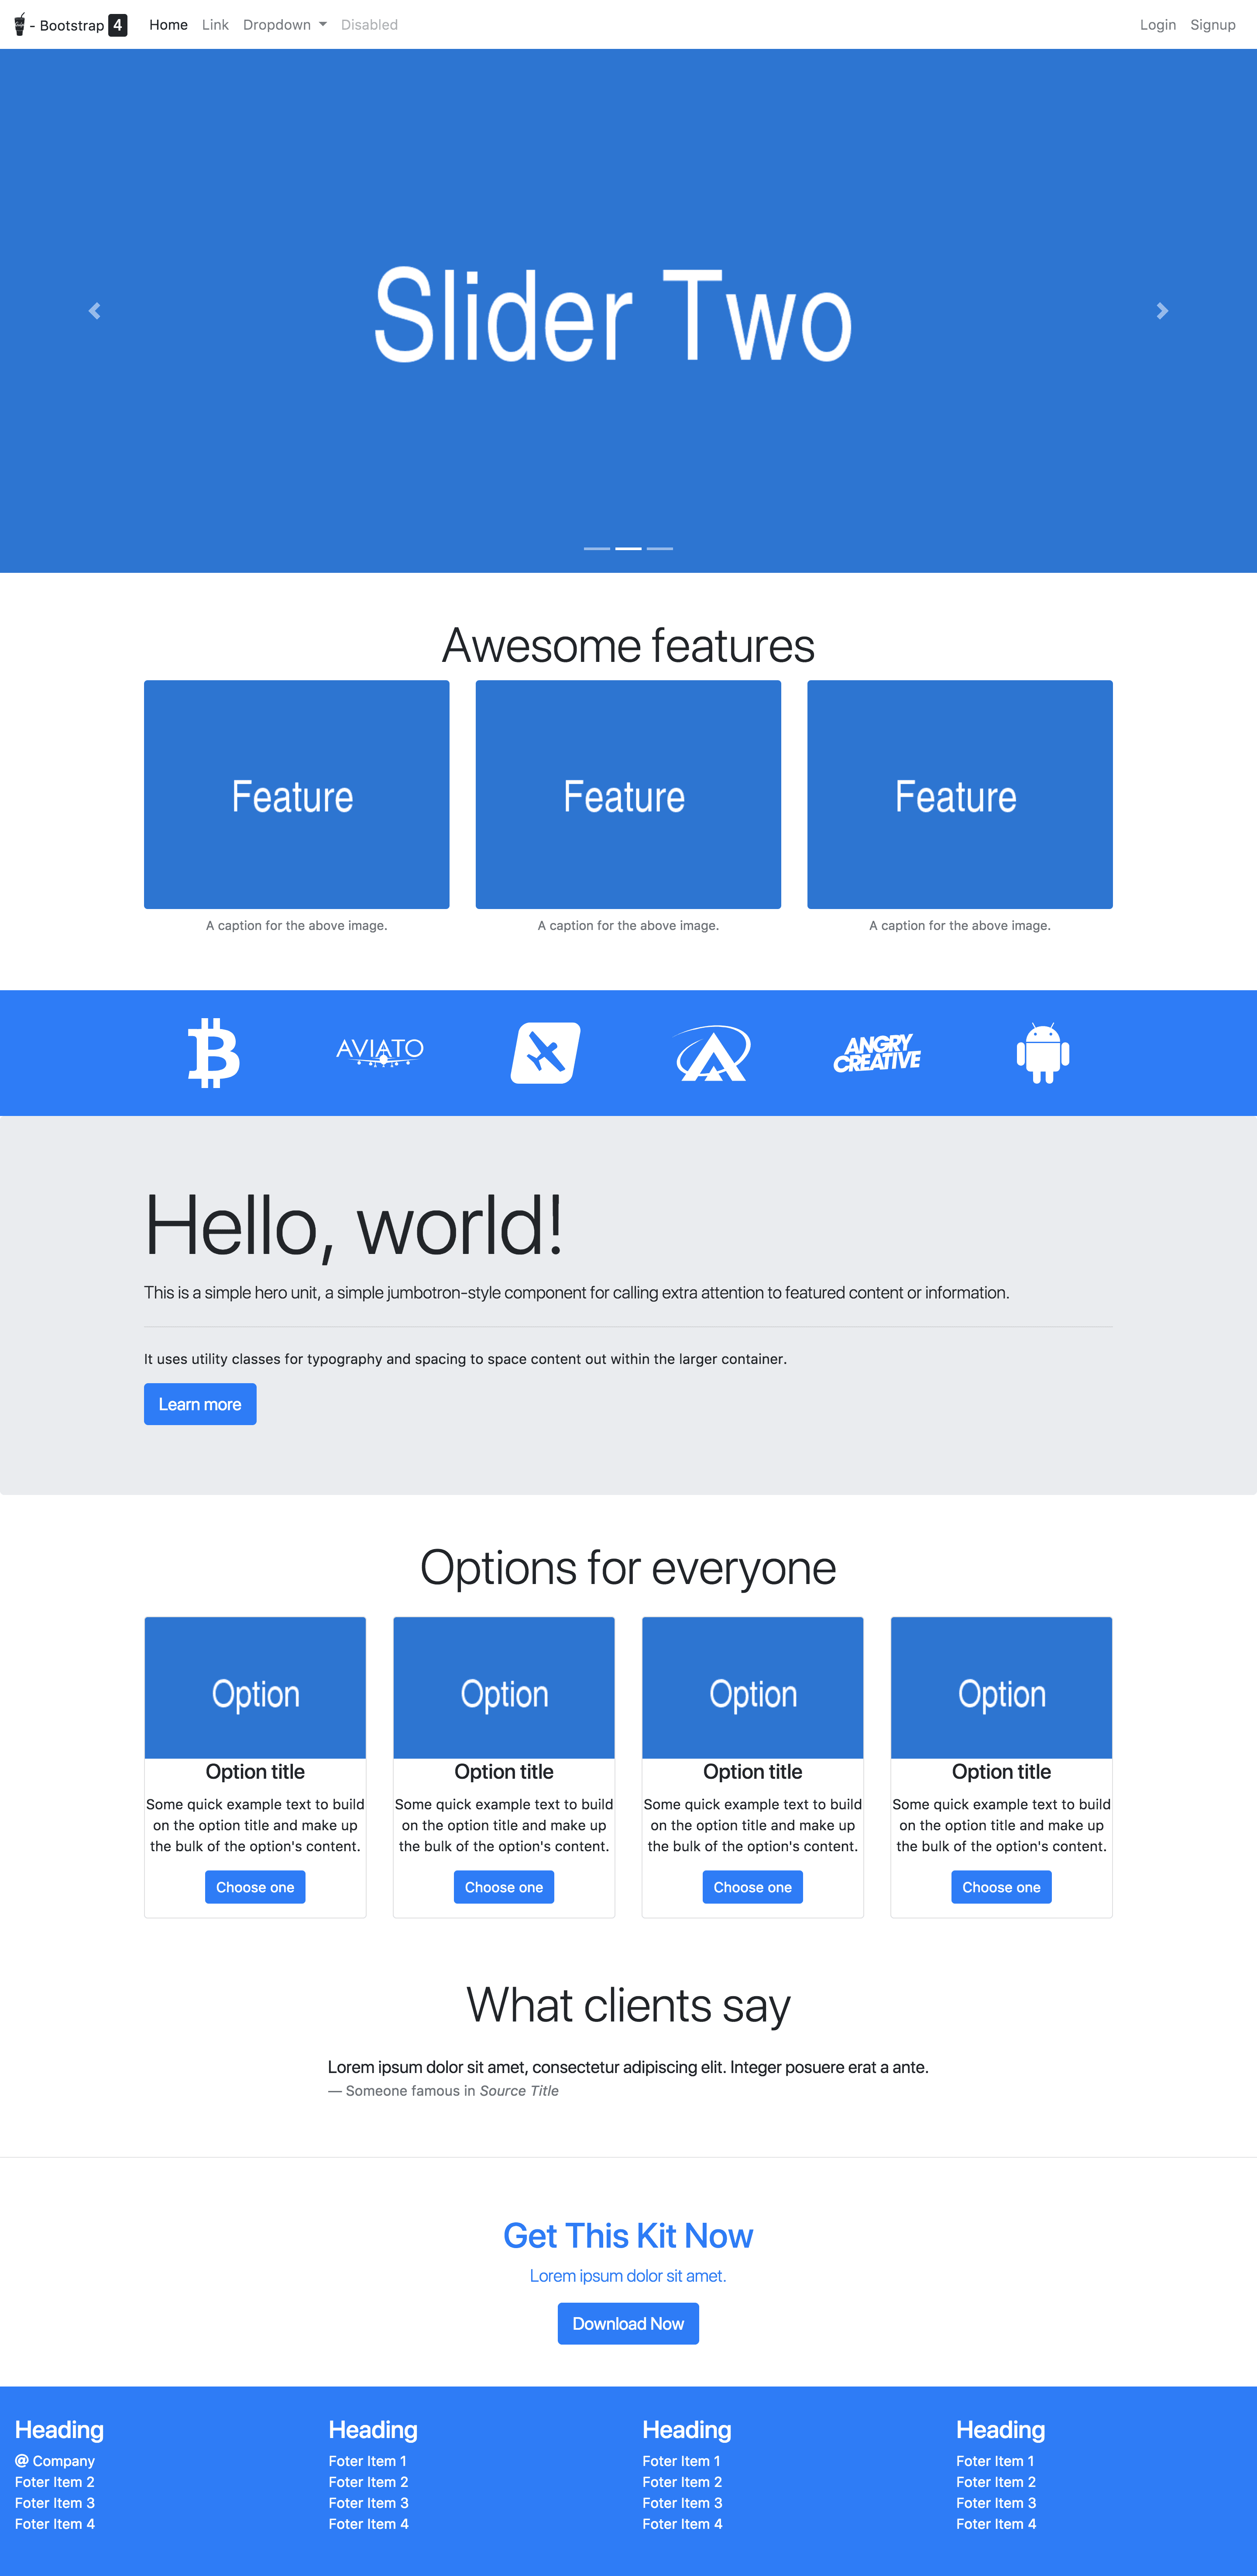 - Bootstrap 4 Home Link Dropdown Disabled Login Signup
Slider Two
Awesome features
Feature Feature Feature
A caption for the above image. A caption for the above image. A caption for the above image.
AVIATO ANGRY
CREATIVE
Hello, world!
This is a simple hero unit, a simple jumbotron-style component for calling extra attention to featured content or information.
It uses utility classes for typography and spacing to space content out within the larger container.
Learn more
Options for everyone
Option Option Option Option
Option title Option title Option title Option title
Some quick example text to build Some quick example text to build Some quick example text to build Some quick example text to build
on the option title and make up on the option title and make up on the option title and make up on the option title and make up
the bulk of the option's content. the bulk of the option's content. the bulk of the option's content. the bulk of the option's content.
Choose one Choose one Choose one Choose one
What clients say
Lorem ipsum dolor sit amet, consectetur adipiscing elit. Integer posuere erat a ante.
— Someone famous in Source Title
Get This Kit Now
Lorem ipsum dolor sit amet.
Download Now
Heading Heading Heading Heading
@ Company Foter Item 1 Foter Item 1 Foter Item 1
Foter Item 2 Foter Item 2 Foter Item 2 Foter Item 2
Foter Item 3 Foter Item 3 Foter Item 3 Foter Item 3
Foter Item 4 Foter Item 4 Foter Item 4 Foter Item 4